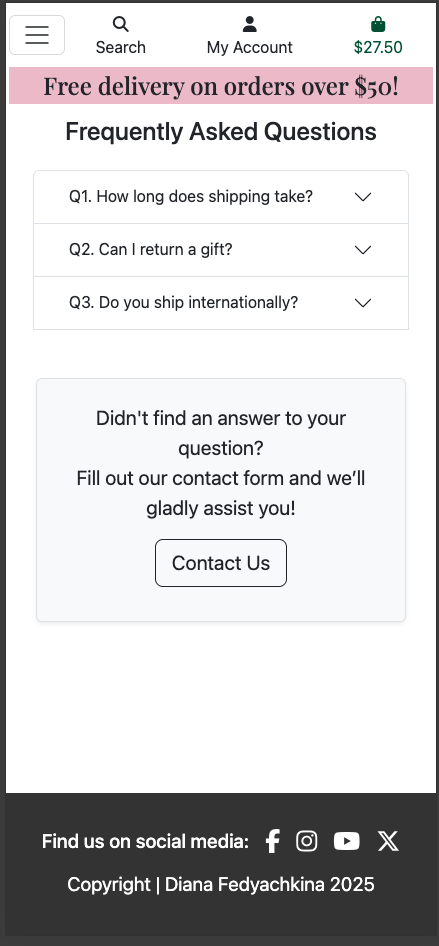 Search
My Account
$27.50
Free delivery on orders over $50!
Frequently Asked Questions
Q1. How long does shipping take?
Q2. Can I return a gift?
Q3. Do you ship internationally?
Didn't find an answer to your
question?
Fill out our contact form and we’ll
gladly assist you!
Contact Us
Find us on social media:
Copyright | Diana Fedyachkina 2025